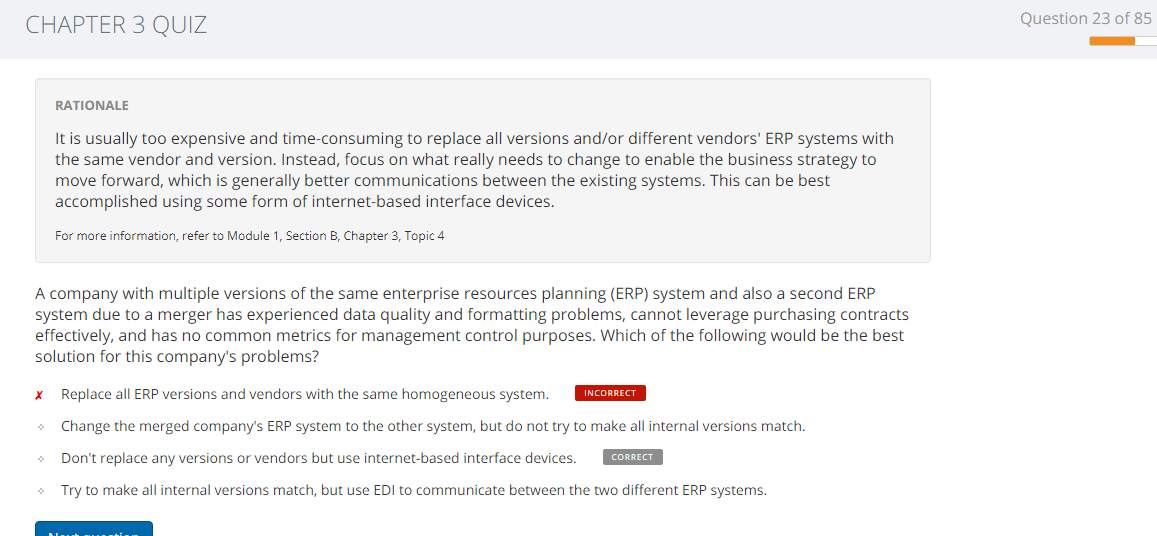 CHAPTER 3 QUIZ
Question 23 of 85
RATIONALE
It is usually too expensive and time-consuming to replace all versions and/or different vendors' ERP systems with
the same vendor and version. Instead, focus on what really needs to change to enable the business strategy to
move forward, which is generally better communications between the existing systems. This can be best
accomplished using some form of internet-based interface devices.
For more information, refer to Module 1, Section B, Chapter 3, Topic 4
A company with multiple versions of the same enterprise resources planning (ERP) system and also a second ERP
system due to a merger has experienced data quality and formatting problems, cannot leverage purchasing contracts
effectively, and has no common metrics for management control purposes. Which of the following would be the best
solution for this company's problems?
✗ Replace all ERP versions and vendors with the same homogeneous system. INCORRECT
Change the merged company's ERP system to the other system, but do not try to make all internal versions match.
Don't replace any versions or vendors but use internet-based interface devices. CORRECT
Try to make all internal versions match, but use EDI to communicate between the two different ERP systems.
Next question